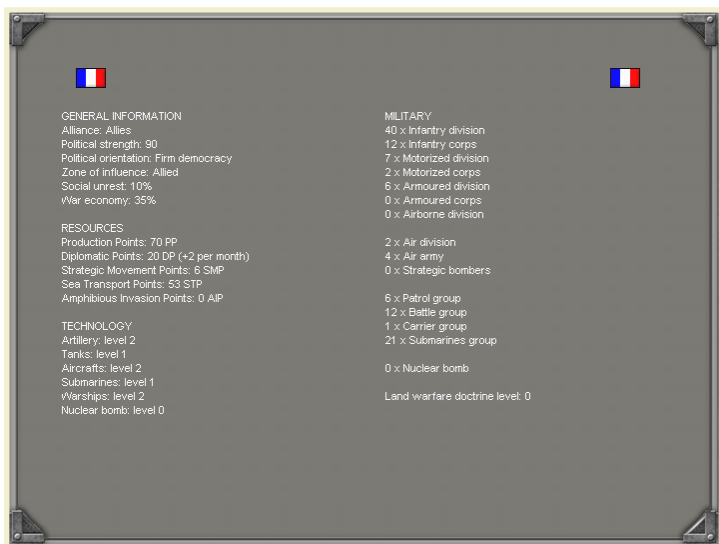 GENERAL INFORMATION
Alliance: Allies
Political strength: 90
Political orientation: Firm democracy
Zone of influence: Allied
Social unrest: 10%
War economy: 35%
RESOURCES
Production Points: 70 PP
Diplomatic Points: 20 DP (+2 per month)
Strategic Movement Points: 6 SMP
Sea Transport Points: 53 STP
Amphibious Invasion Points: 0 AIP
TECHNOLOGY
Artillery: level 2
Tanks: level 1
Aircrafts: level 2
Submarines: level 1
Warships: level 2
Nuclear bomb: level 0
MILITARY
40 x Infantry division
12 x Infantry corps
7 x Motorized division
2 x Motorized corps
6 x Armoured division
0 x Armoured corps
0 x Airborne division
2 x Air division
4 x Air army
0 x Strategic bombers
6 x Patrol group
12 x Battle group
1 x Carrier group
21 x Submarines group
0 x Nuclear bomb
Land warfare doctrine level: 0